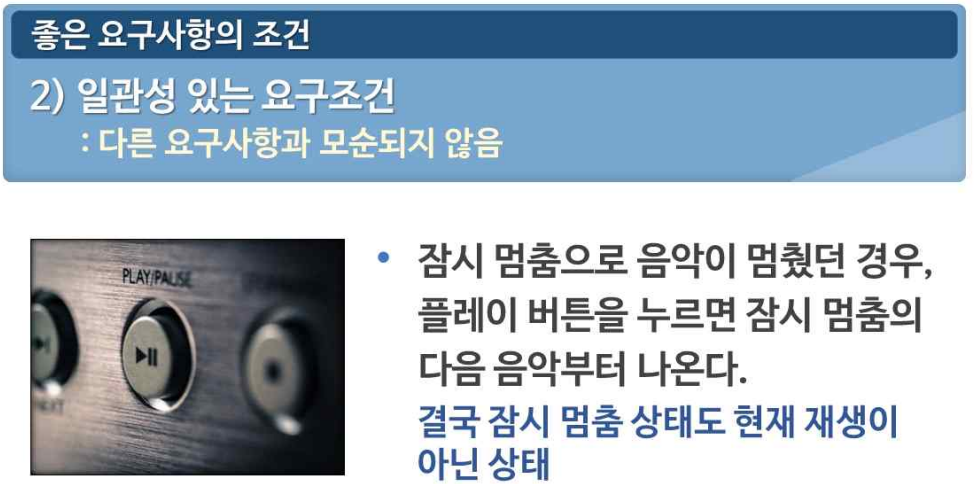 좋은 요구사항의 조건
2) 일관성 있는 요구조건
: 다른 요구사항과 모순되지 않음
PLAY/PAUSE
• 잠시 멈춤으로 음악이 멈췄던 경우,
플레이 버튼을 누르면 잠시 멈춤의
다음 음악부터 나온다.
결국 잠시 멈춤 상태도 현재 재생이
아닌 상태